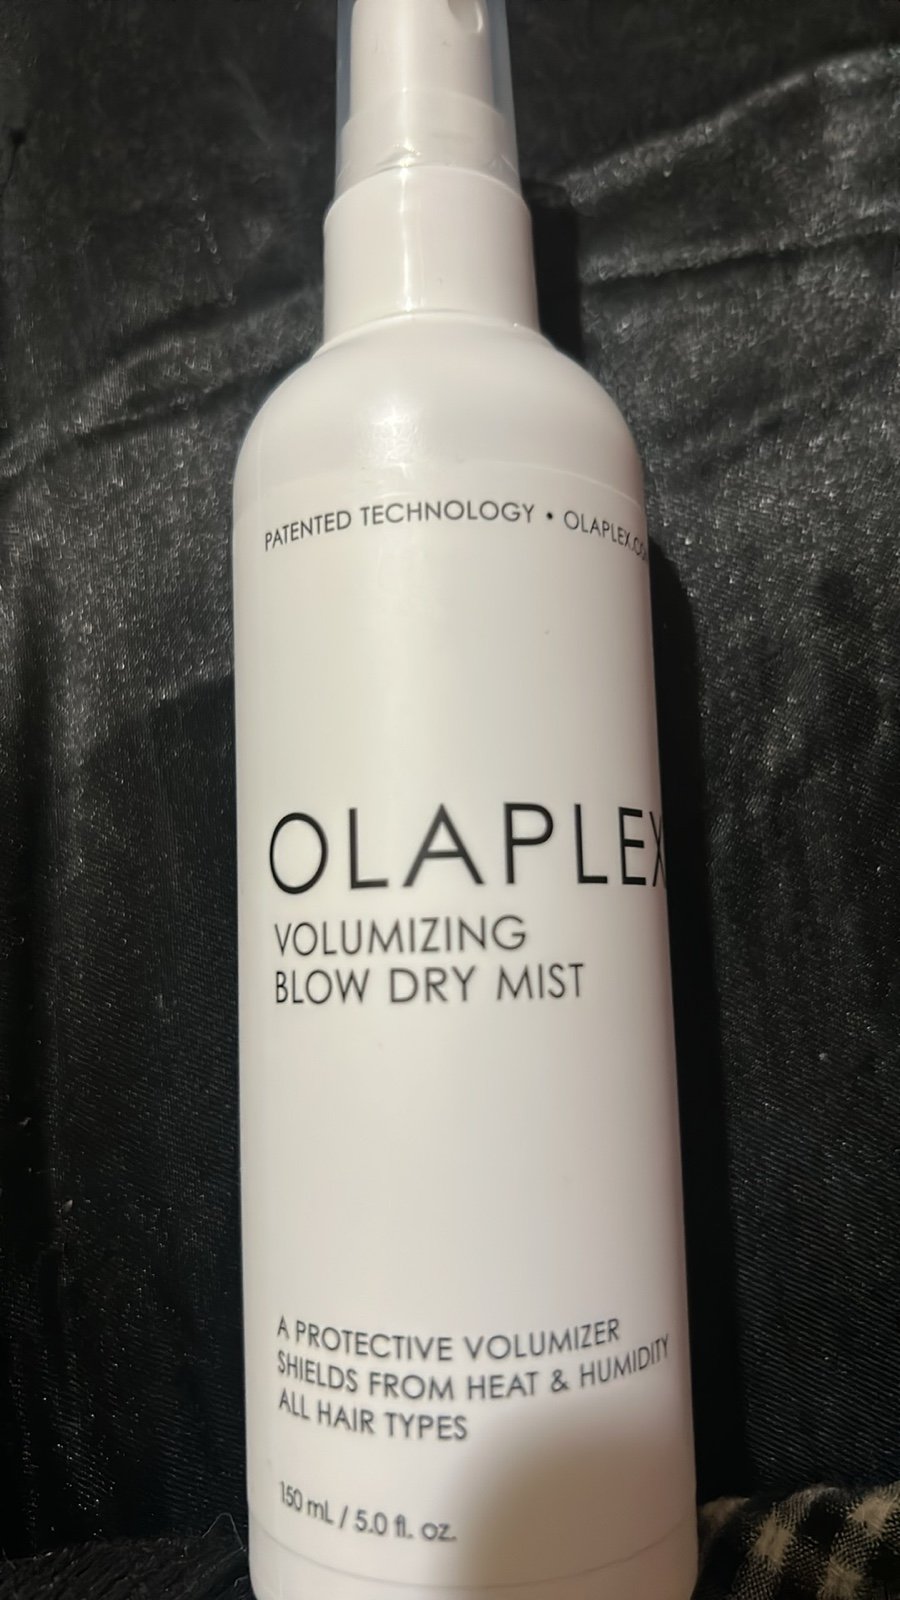 PATENTED TECHNOLOGY • OLAPLEX.CO
OLAPLEX
VOLUMIZING
BLOW DRY MIST
A PROTECTIVE VOLUMIZER
SHIELDS FROM HEAT & HUMIDITY
ALL HAIR TYPES
150 mL / 5.0 fl. oz.